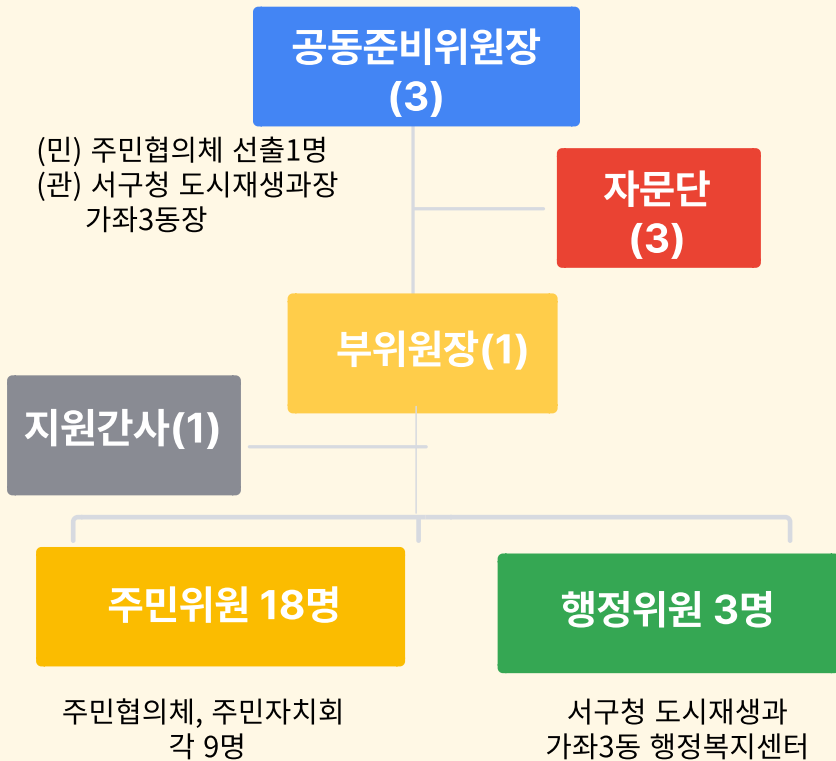 공동준비위원장
(3)
(민) 주민협의체 선출1명
(관) 서구청 도시재생과장
가좌3동장
자문단
(3)
부위원장(1)
지원간사(1)
주민위원 18명
행정위원 3명
주민협의체, 주민자치회
각 9명
서구청 도시재생과
가좌3동 행정복지센터